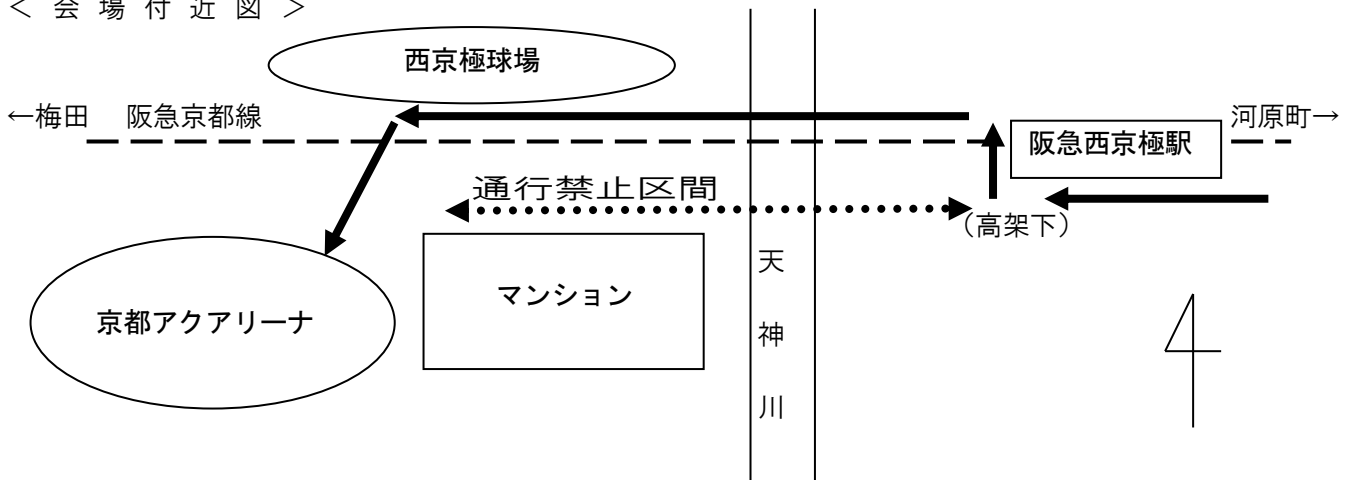 ＜ 会 場 付 近 図 ＞
西京極球場
←梅田　阪急京都線
河原町→
阪急西京極駅
通行禁止区間
（高架下）
マンション
京都アクアリーナ
天神川